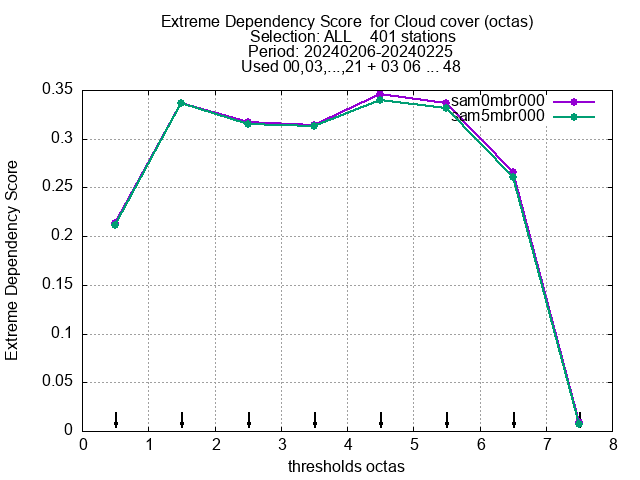 Extreme Dependency Score  for Cloud cover (octas)
Selection: ALL    401 stations
Period: 20240206-20240225
Used 00,03,...,21 + 03 06 ... 48
sam0mbr000
sam5mbr000
Extreme Dependency Score
0.35
0.3
0.25
0.2
0.15
0.1
0.05
0
0 1 2 3 4 5 6 7 8
thresholds octas